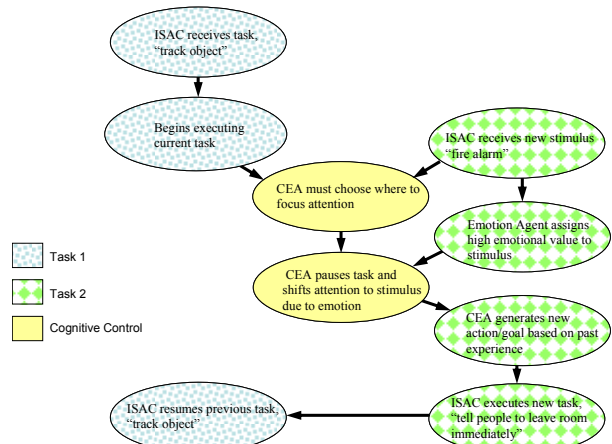 ISAC receives task,
“track object”
Begins executing
current task
ISAC receives new stimulus
“fire alarm”
CEA must choose where to
focus attention
Emotion Agent assigns
high emotional value to
stimulus
Task 1
Task 2
Cognitive Control
CEA pauses task and
shifts attention to stimulus
due to emotion
CEA generates new
action/goal based on past
experience
ISAC resumes previous task,
“track object”
ISAC executes new task,
“tell people to leave room
immediately”